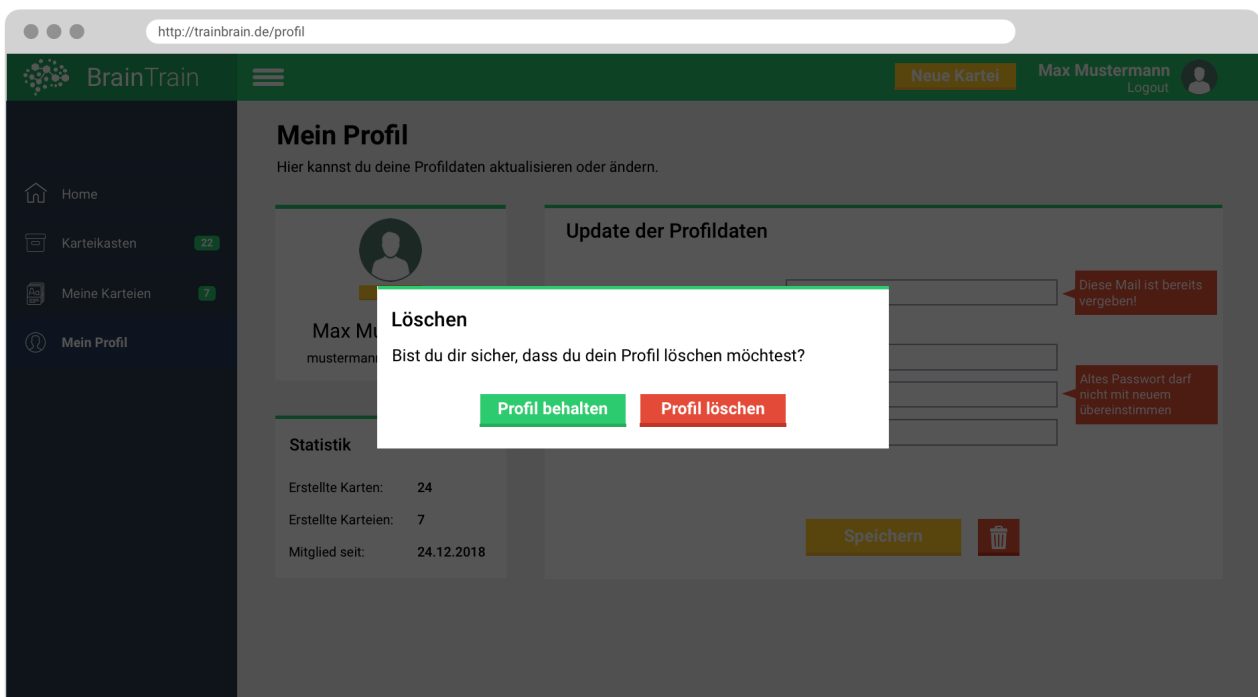 http://trainbrain.de/profil
BrainTrain
Neue Kartei
Max Mustermann
Logout
Home
Karteikasten 22
Meine Karteien 7
Mein Profil
Mein Profil
Hier kannst du deine Profildaten aktualisieren oder ändern.
Max Mu
musterman
Statistik
Erstellte Karten: 24
Erstellte Karteien: 7
Mitglied seit: 24.12.2018
Update der Profildaten
Diese Mail ist bereits
vergeben!
Altes Passwort darf
nicht mit neuem
übereinstimmen
Speichern
Löschen
Bist du dir sicher, dass du dein Profil löschen möchtest?
Profil behalten
Profil löschen